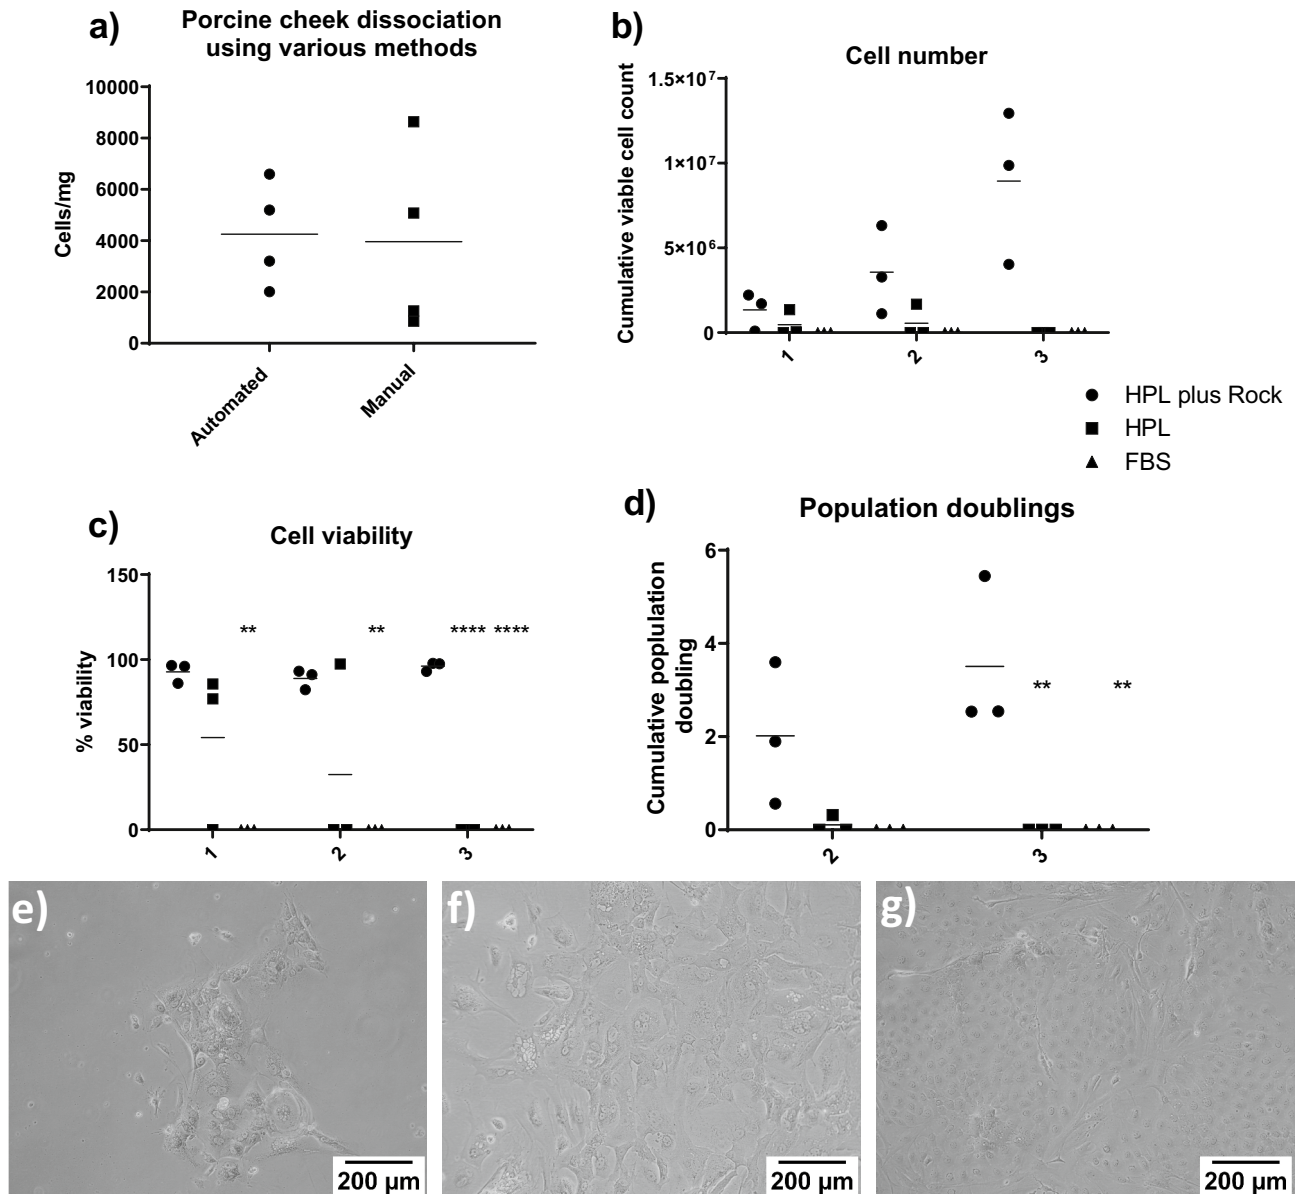 a)
Porcine cheek dissociation
using various methods
10000
8000
6000
4000
2000
0
Cells/mg
Automated
Manual
b)
Cell number
1.5×10⁷
1×10⁷
5×10⁶
0
Cumulative viable cell count
1
2
3
HPL plus Rock
HPL
FBS
c)
Cell viability
150
100
50
0
% viability
**
**
****
****
1
2
3
d)
Population doublings
6
4
2
0
Cumulative poplulation
doubling
**
**
2
3
e)
200 µm
f)
200 µm
g)
200 µm